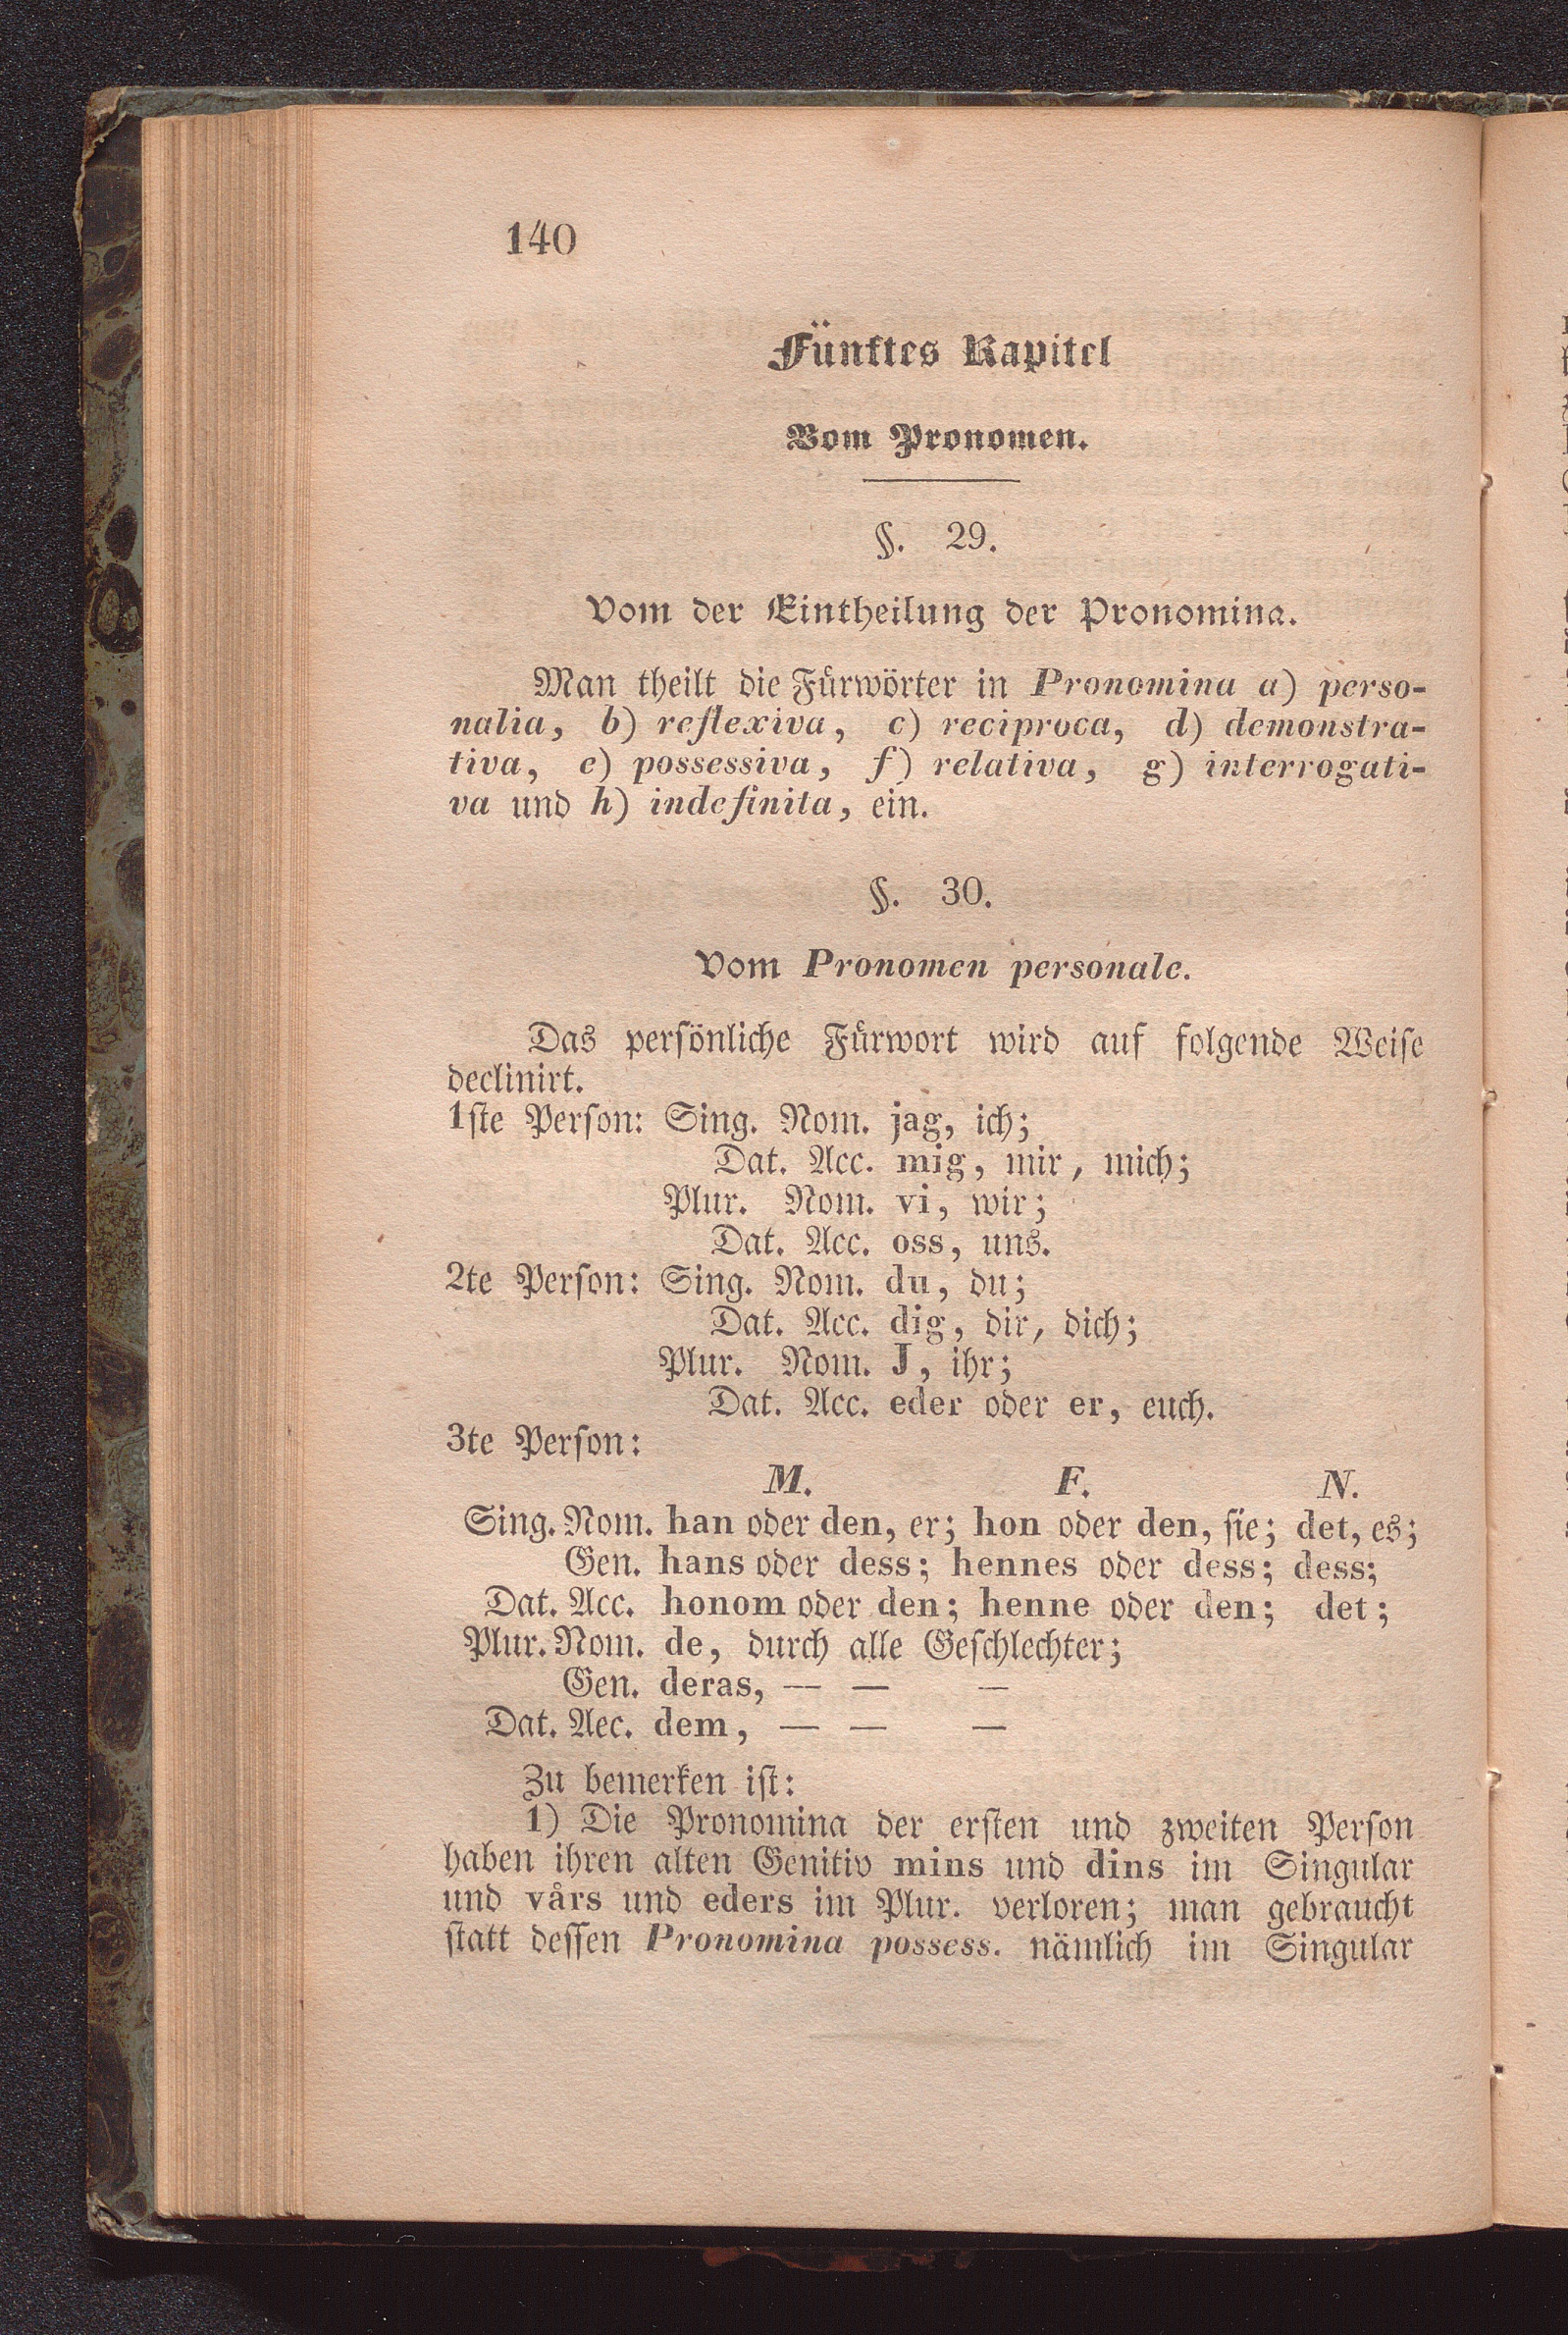 140
Fünftes Kapitel
Vom Pronomen.
§. 29.
Vom der Eintheilung der Pronomina.
Man theilt die Fürwörter in Pronomina a) perso-
nalia, b) reflexiva, c) reciproca, d) demonstra-
tiva, e) possessiva, f) relativa, g) interrogati-
va und h) indefinita, ein.
§. 30.
Vom Pronomen personale.
Das perſönliche Fürwort wird auf folgende Weiſe
declinirt.
1ſte Perſon: Sing. Nom. jag, ich;
Dat. Acc. mig, mir, mich;
Plur. Nom. vi, wir;
Dat. Acc. oss, uns.
2te Perſon: Sing. Nom. du, du;
Dat. Acc. dig, dir, dich;
Plur. Nom. J, ihr;
Dat. Acc. eder oder er, euch.
3te Perſon:
M. F. N.
Sing. Nom. han oder den, er; hon oder den, ſie; det, es;
Gen. hans oder dess; hennes oder dess; dess;
Dat. Acc. honom oder den; henne oder den; det;
Plur. Nom. de, durch alle Geſchlechter;
Gen. deras, — — —
Dat. Aec. dem, — — —
Zu bemerken iſt:
1) Die Pronomina der erſten und zweiten Perſon
haben ihren alten Genitiv mins und dins im Singular
und vårs und eders im Plur. verloren; man gebraucht
ſtatt deſſen Pronomina possess. nämlich im Singular